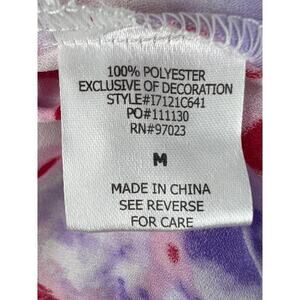 100% POLYESTER
EXCLUSIVE OF DECORATION
STYLE#I7121C641
PO#111130
RN#97023
M
MADE IN CHINA
SEE REVERSE
FOR CARE